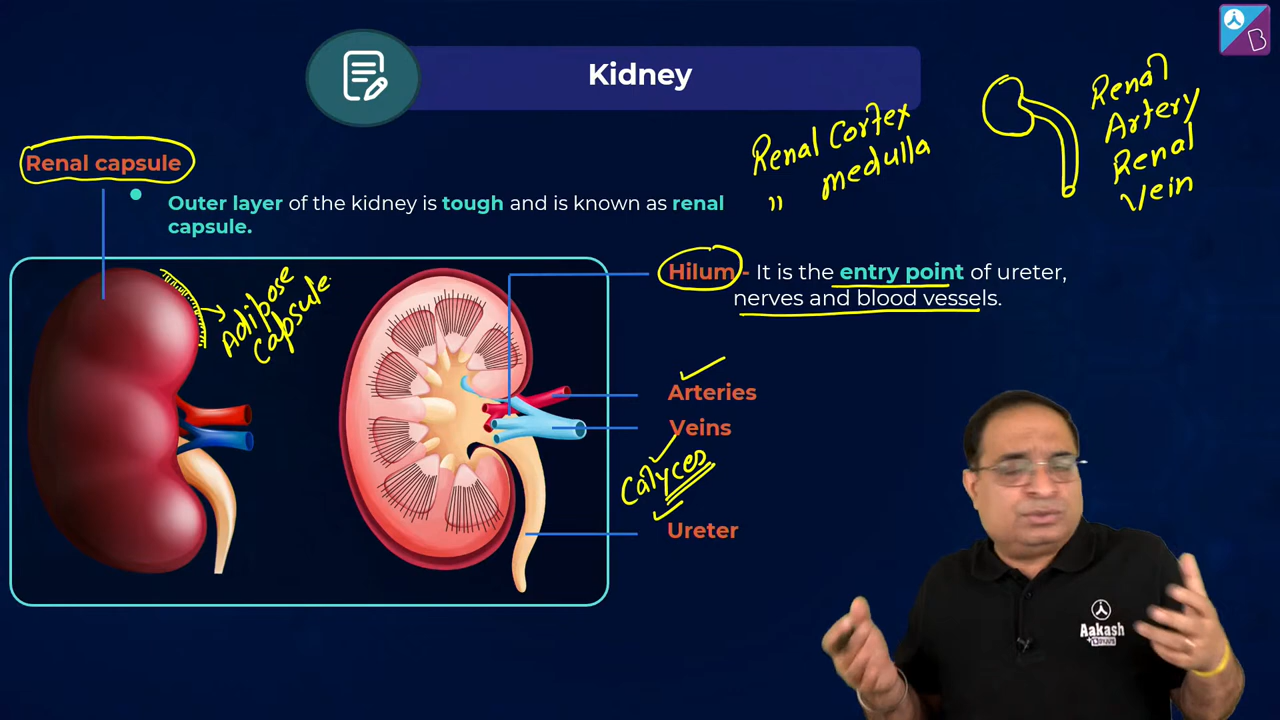 Kidney
Renal capsule
Outer layer of the kidney is tough and is known as renal
capsule.
Renal Cortex
" medulla
Renal
Artery
Renal
Vein
Adipose
Capsule
Hilum - It is the entry point of ureter,
nerves and blood vessels.
Arteries
Veins
Calyces
Ureter
Aakash
+BYJU'S
B